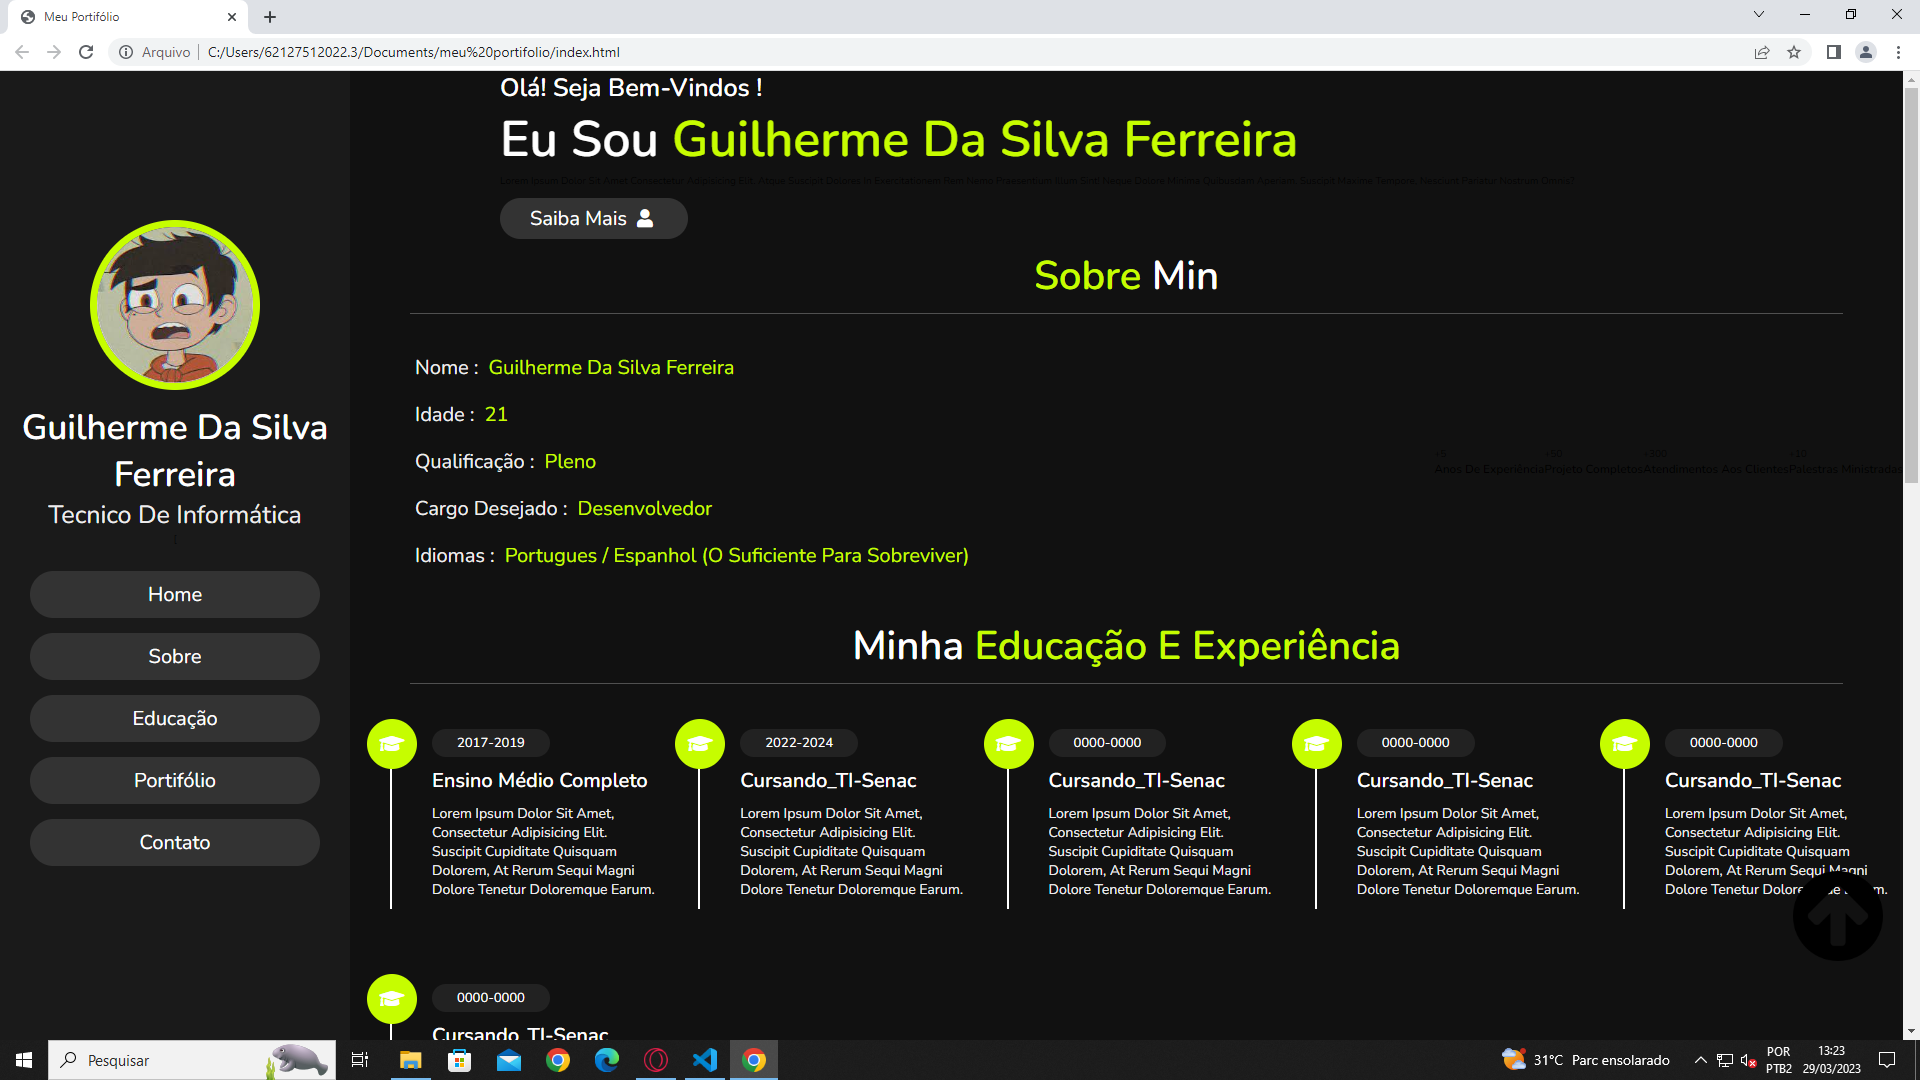 Meu Portifólio
Arquivo
C:/Users/62127512022.3/Documents/meu%20portifolio/index.html
Guilherme Da Silva
Ferreira
Tecnico De Informática
Home
Sobre
Educação
Portifólio
Contato
Olá! Seja Bem-Vindos !
Eu Sou Guilherme Da Silva Ferreira
Saiba Mais
Sobre Min
Nome : Guilherme Da Silva Ferreira
Idade : 21
Qualificação : Pleno
Cargo Desejado : Desenvolvedor
Idiomas : Portugues / Espanhol (O Suficiente Para Sobreviver)
Anos De ExperiênciaProjeto CompletosAtendimentos Aos ClientesPalestras Ministradas
Minha Educação E Experiência
2017-2019
Ensino Médio Completo
Lorem Ipsum Dolor Sit Amet,
Consectetur Adipisicing Elit.
Suscipit Cupiditate Quisquam
Dolorem, At Rerum Sequi Magni
Dolore Tenetur Doloremque Earum.
2022-2024
Cursando_TI-Senac
Lorem Ipsum Dolor Sit Amet,
Consectetur Adipisicing Elit.
Suscipit Cupiditate Quisquam
Dolorem, At Rerum Sequi Magni
Dolore Tenetur Doloremque Earum.
0000-0000
Cursando_TI-Senac
Lorem Ipsum Dolor Sit Amet,
Consectetur Adipisicing Elit.
Suscipit Cupiditate Quisquam
Dolorem, At Rerum Sequi Magni
Dolore Tenetur Doloremque Earum.
0000-0000
Cursando_TI-Senac
Lorem Ipsum Dolor Sit Amet,
Consectetur Adipisicing Elit.
Suscipit Cupiditate Quisquam
Dolorem, At Rerum Sequi Magni
Dolore Tenetur Doloremque Earum.
0000-0000
Cursando_TI-Senac
Lorem Ipsum Dolor Sit Amet,
Consectetur Adipisicing Elit.
Suscipit Cupiditate Quisquam
Dolorem, At Rerum Sequi Magni
Dolore Tenetur
0000-0000
Cursando_TI-Senac
Pesquisar
31°C Parc ensolarado
POR
PTB2
13:23
29/03/2023